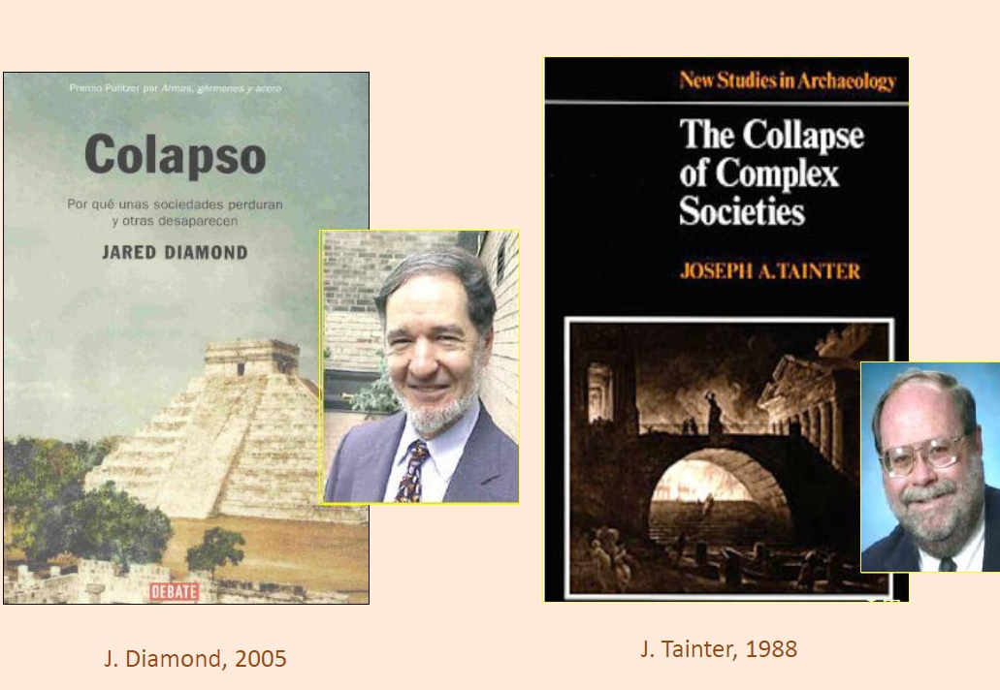 Premio Pulitzer por Armas, gérmenes y acero
Colapso
Por qué unas sociedades perduran
y otras desaparecen
JARED DIAMOND
DEBATE
J. Diamond, 2005
New Studies in Archaeology
The Collapse
of Complex
Societies
JOSEPH A. TAINTER
J. Tainter, 1988